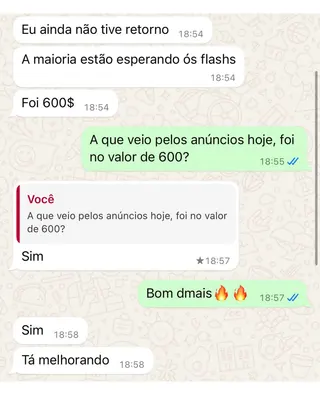 Eu ainda não tive retorno
18:54
A maioria estão esperando ós flashs
18:54
Foi 600$ 18:54
A que veio pelos anúncios hoje, foi
no valor de 600? 18:55
Você
A que veio pelos anúncios hoje, foi no valor
de 600?
Sim ★18:57
Bom dmais🔥🔥 18:57
Sim 18:58
Tá melhorando 18:58